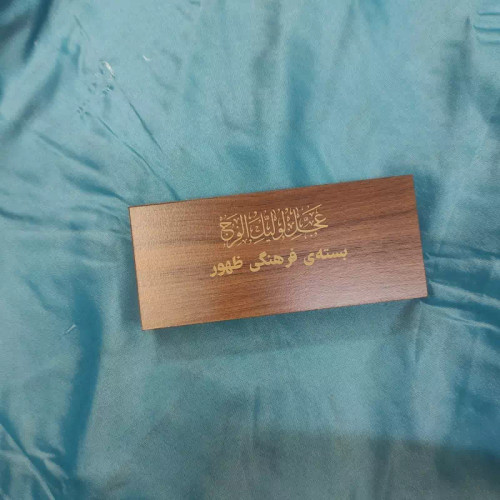 عجل لولیک الفرج
بسته‌ی فرهنگی ظهور